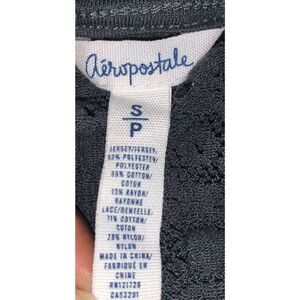 Aéropostale
S
P
JERSEY/JERSEY:
52% POLYESTER/
POLYESTER
35% COTTON/
COTON
13% RAYON/
RAYONNE
LACE/DENTELLE:
71% COTTON/
COTON
29% NYLON/
NYLON
MADE IN CHINA/
FABRIQUÉ EN
CHINE
RN121726
CA53201